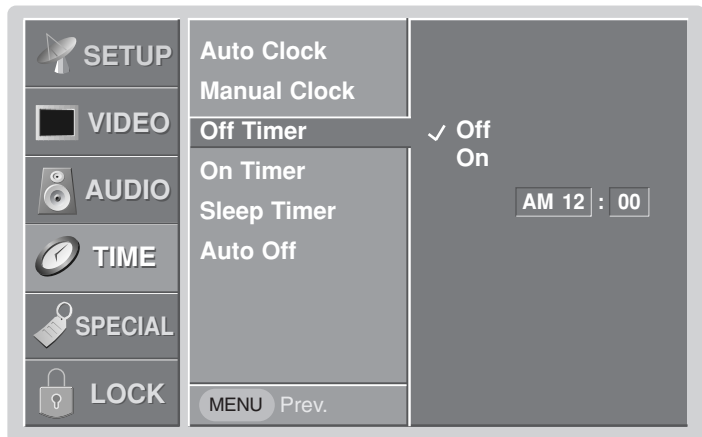 SETUP
VIDEO
AUDIO
TIME
SPECIAL
LOCK
Auto Clock
Manual Clock
Off Timer
On Timer
Sleep Timer
Auto Off
MENU Prev.
✓ Off
On
AM 12 : 00